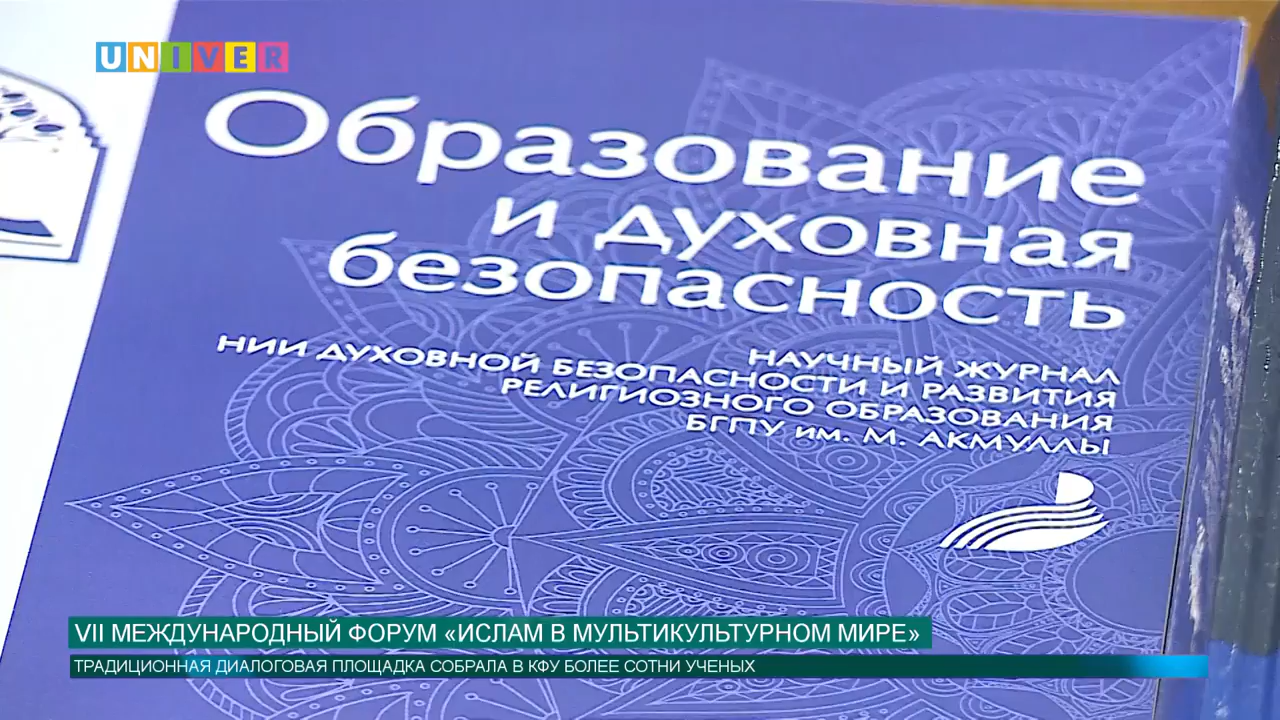 UNIVER
Образование
и духовная
безопасность
НАУЧНЫЙ ЖУРНАЛ
НИИ ДУХОВНОЙ БЕЗОПАСНОСТИ И РАЗВИТИЯ
РЕЛИГИОЗНОГО ОБРАЗОВАНИЯ
БГПУ им. М. АКМУЛЛЫ
VII МЕЖДУНАРОДНЫЙ ФОРУМ «ИСЛАМ В МУЛЬТИКУЛЬТУРНОМ МИРЕ»
ТРАДИЦИОННАЯ ДИАЛОГОВАЯ ПЛОЩАДКА СОБРАЛА В КФУ БОЛЕЕ СОТНИ УЧЕНЫХ